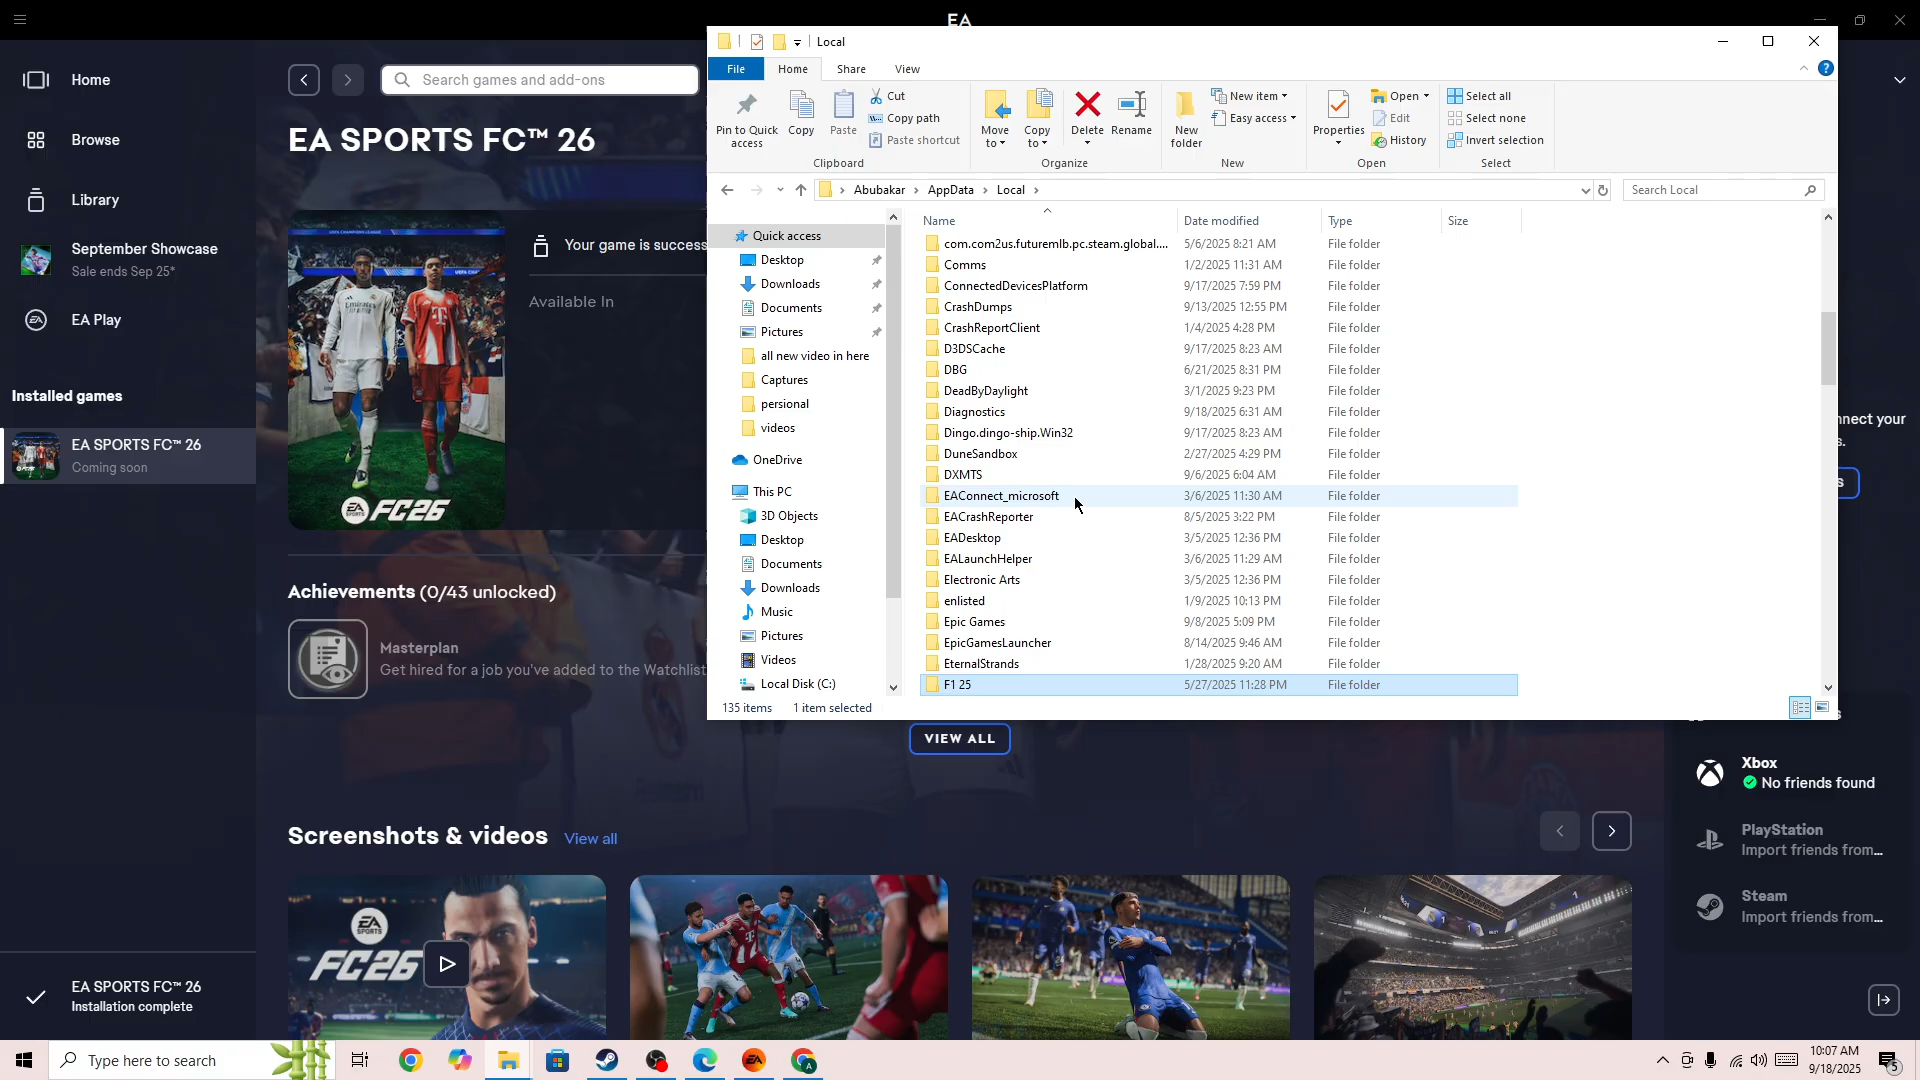 EA
Home
Browse
Library
September Showcase
Sale ends Sep 25*
EA Play
Installed games
EA SPORTS FC™ 26
Coming soon
EA SPORTS FC™ 26
Installation complete
Search games and add-ons
EA SPORTS FC™ 26
Your game is success
Available In
EA SPORTS FC26
Achievements (0/43 unlocked)
Masterplan
Get hired for a job you've added to the Watchlist
VIEW ALL
Screenshots & videos View all
EA SPORTS
FC26
Local
File Home Share View
Pin to Quick access
Copy
Paste
Cut
Copy path
Paste shortcut
Clipboard
Move to
Copy to
Delete
Rename
Organize
New folder
New item
Easy access
New
Properties
Open
Edit
History
Open
Select all
Select none
Invert selection
Select
Abubakar > AppData > Local >
Search Local
Quick access
Desktop
Downloads
Documents
Pictures
all new video in here
Captures
persional
videos
OneDrive
This PC
3D Objects
Desktop
Documents
Downloads
Music
Pictures
Videos
Local Disk (C:)
Name Date modified Type Size
com.com2us.futuremlb.pc.steam.global.... 5/6/2025 8:21 AM File folder
Comms 1/2/2025 11:31 AM File folder
ConnectedDevicesPlatform 9/17/2025 7:59 PM File folder
CrashDumps 9/13/2025 12:55 PM File folder
CrashReportClient 1/4/2025 4:28 PM File folder
D3DSCache 9/17/2025 8:23 AM File folder
DBG 6/21/2025 8:31 PM File folder
DeadByDaylight 3/1/2025 9:23 PM File folder
Diagnostics 9/18/2025 6:31 AM File folder
Dingo.dingo-ship.Win32 9/17/2025 8:23 AM File folder
DuneSandbox 2/27/2025 4:29 PM File folder
DXMTS 9/6/2025 6:04 AM File folder
EAConnect_microsoft 3/6/2025 11:30 AM File folder
EACrashReporter 8/5/2025 3:22 PM File folder
EADesktop 3/5/2025 12:36 PM File folder
EALaunchHelper 3/6/2025 11:29 AM File folder
Electronic Arts 3/5/2025 12:36 PM File folder
enlisted 1/9/2025 10:13 PM File folder
Epic Games 9/8/2025 5:09 PM File folder
EpicGamesLauncher 8/14/2025 9:46 AM File folder
EternalStrands 1/28/2025 9:20 AM File folder
F1 25 5/27/2025 11:28 PM File folder
135 items 1 item selected
nnect your
s.
S
s
Xbox
No friends found
PlayStation
Import friends from...
Steam
Import friends from...
Type here to search
10:07 AM
9/18/2025
5